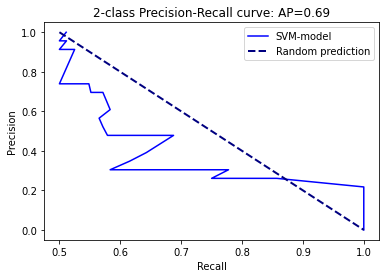 2-class Precision-Recall curve: AP=0.69
SVM-model
Random prediction
Precision
1.0
0.8
0.6
0.4
0.2
0.0
0.5 0.6 0.7 0.8 0.9 1.0
Recall